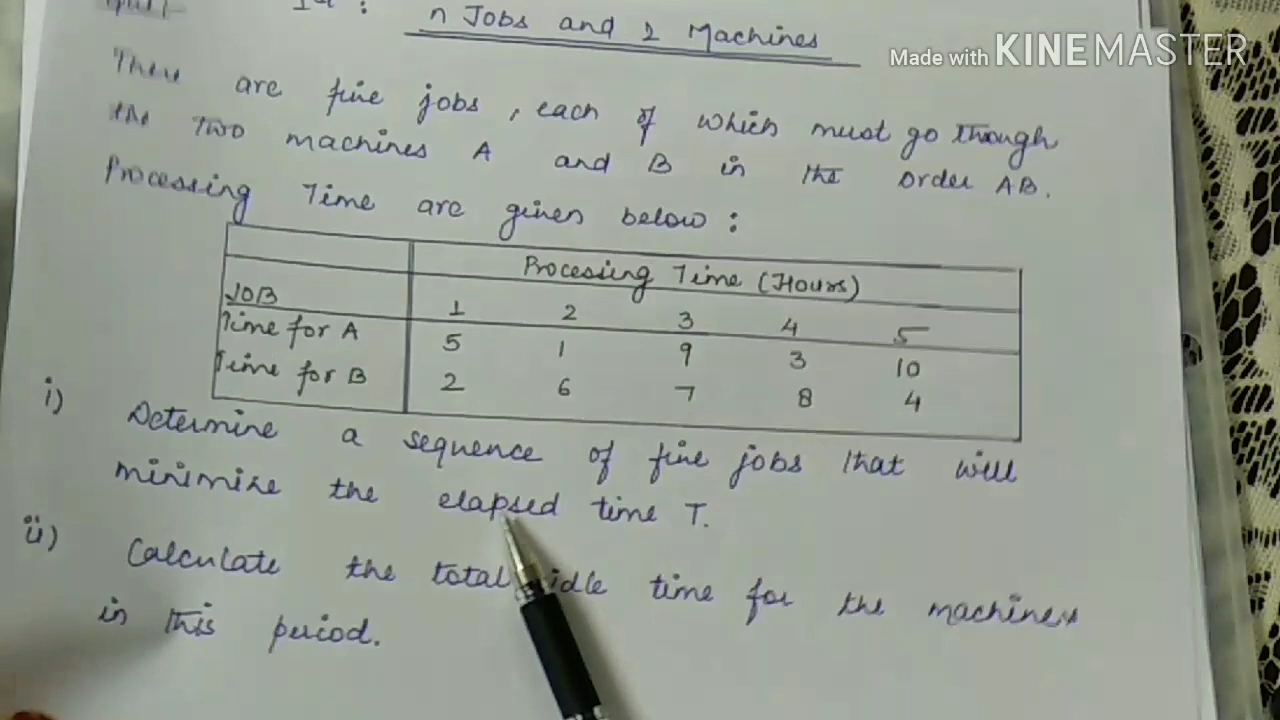 Ist : n Jobs and 2 Machines
Made with KINEMASTER
There are five jobs, each of which must go though
the two machines A and B in the order AB.
Processing Time are given below :
Processing Time (Hours)
JOB 1 2 3 4 5
Time for A 5 1 9 3 10
Time for B 2 6 7 8 4
i) Determine a sequence of five jobs that will
minimize the elapsed time T.
ii) Calculate the total idle time for the machines
in this period.